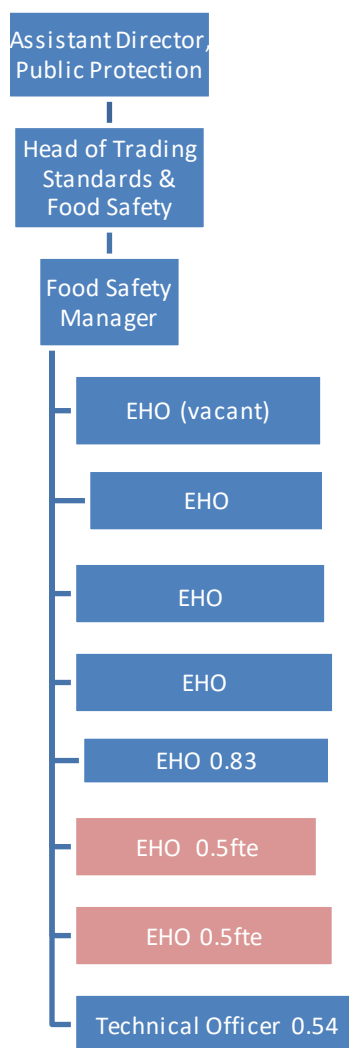 Assistant Director,
Public Protection
Head of Trading
Standards &
Food Safety
Food Safety
Manager
EHO (vacant)
EHO
EHO
EHO
EHO 0.83
EHO 0.5fte
EHO 0.5fte
Technical Officer 0.54